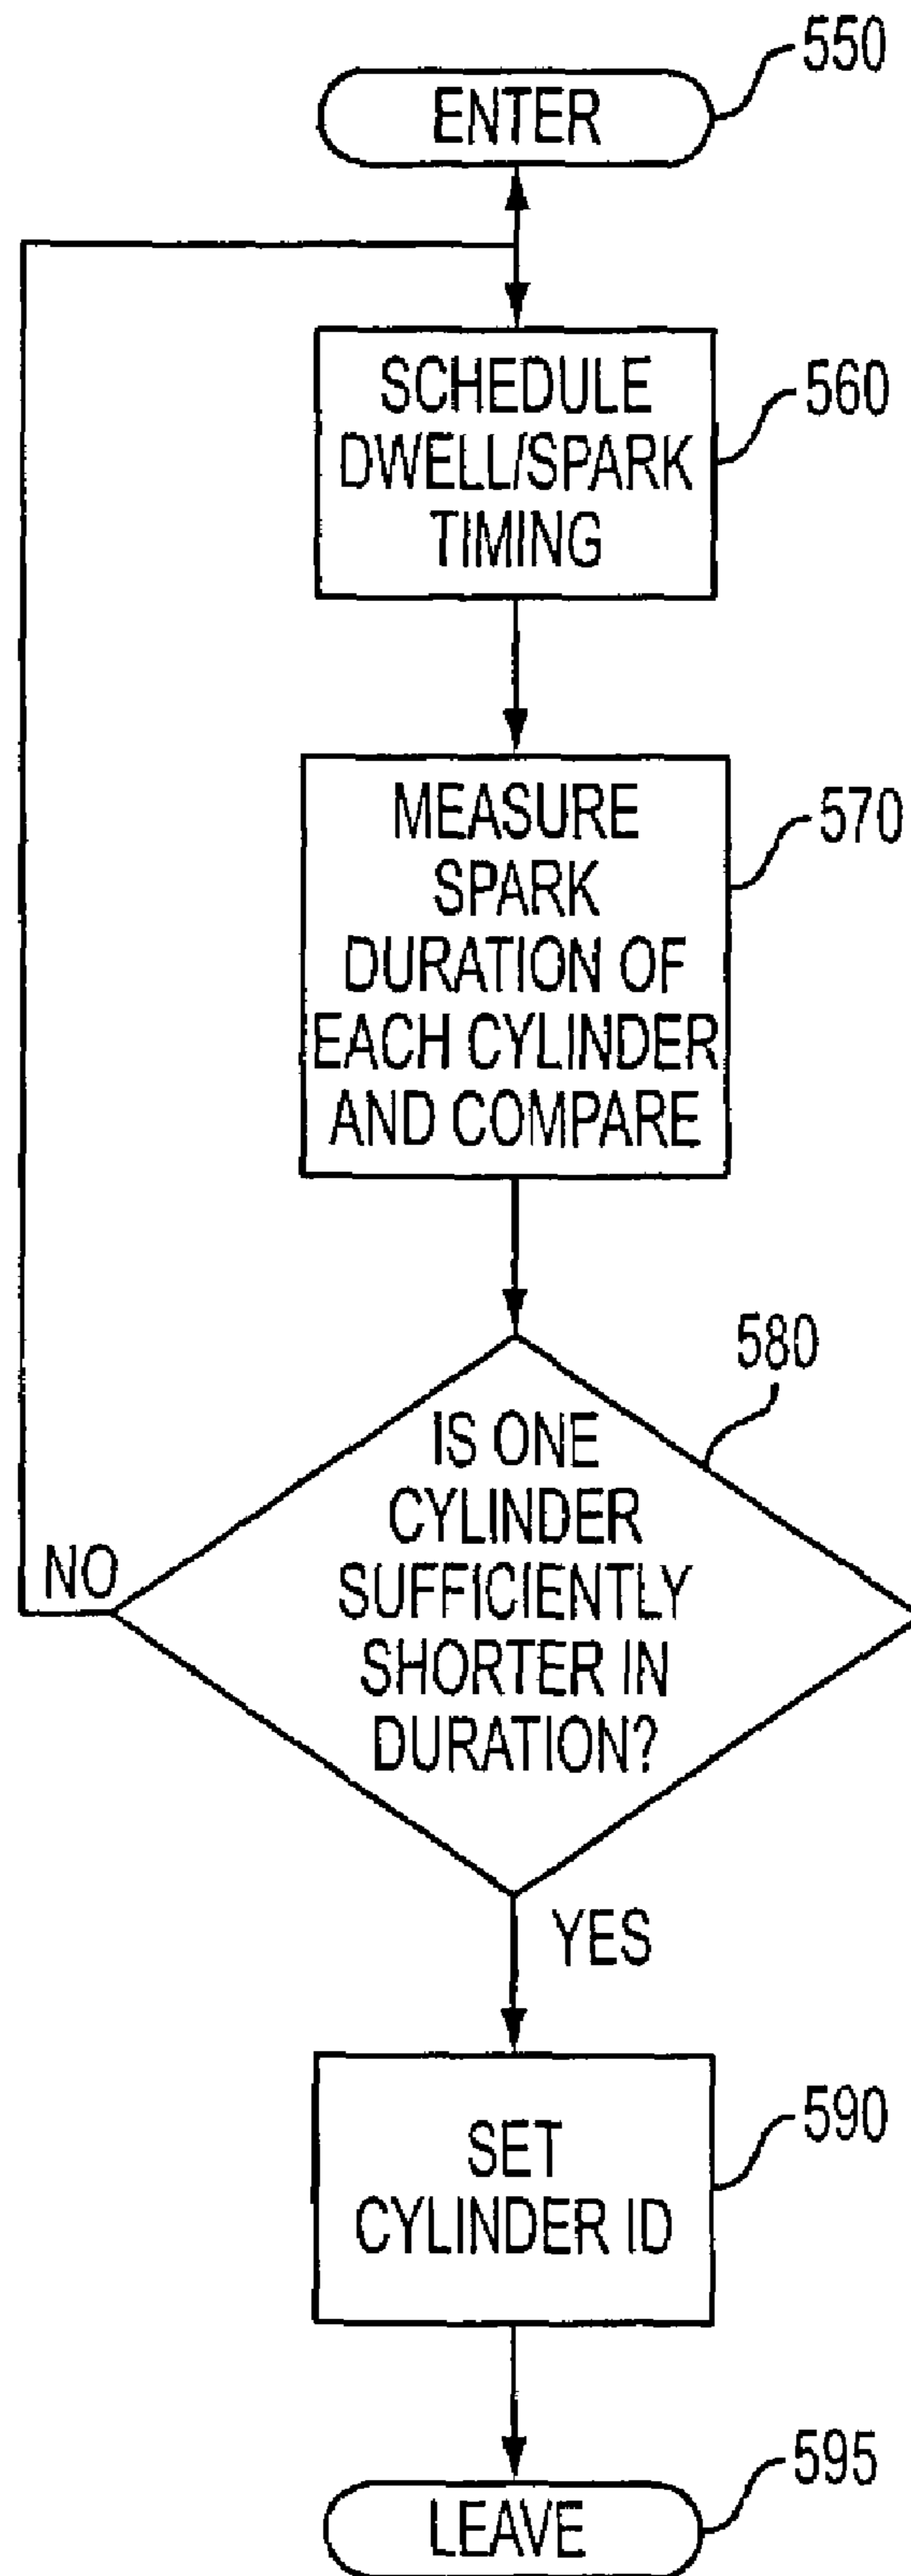 550
ENTER
SCHEDULE
DWELL/SPARK
TIMING
560
MEASURE
SPARK
DURATION OF
EACH CYLINDER
AND COMPARE
570
580
IS ONE
CYLINDER
SUFFICIENTLY
SHORTER IN
DURATION?
NO
YES
SET
CYLINDER ID
590
LEAVE
595